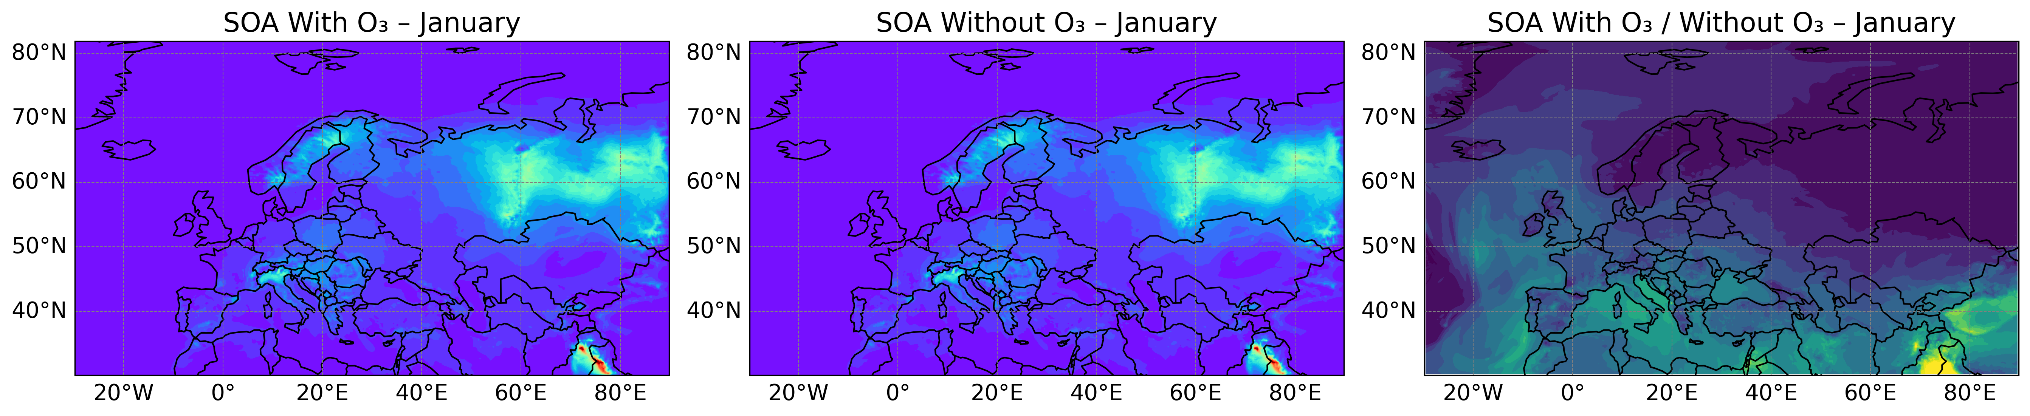 SOA With O₃ – January
80°N
70°N
60°N
50°N
40°N
20°W 0° 20°E 40°E 60°E 80°E
SOA Without O₃ – January
80°N
70°N
60°N
50°N
40°N
20°W 0° 20°E 40°E 60°E 80°E
SOA With O₃ / Without O₃ – January
80°N
70°N
60°N
50°N
40°N
20°W 0° 20°E 40°E 60°E 80°E